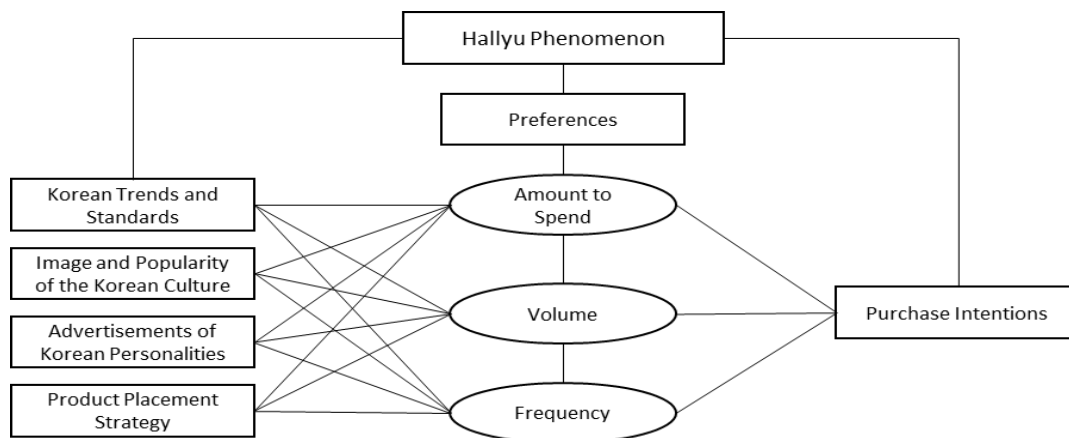 Hallyu Phenomenon
Preferences
Korean Trends and
Standards
Image and Popularity
of the Korean Culture
Advertisements of
Korean Personalities
Product Placement
Strategy
Amount to
Spend
Volume
Frequency
Purchase Intentions